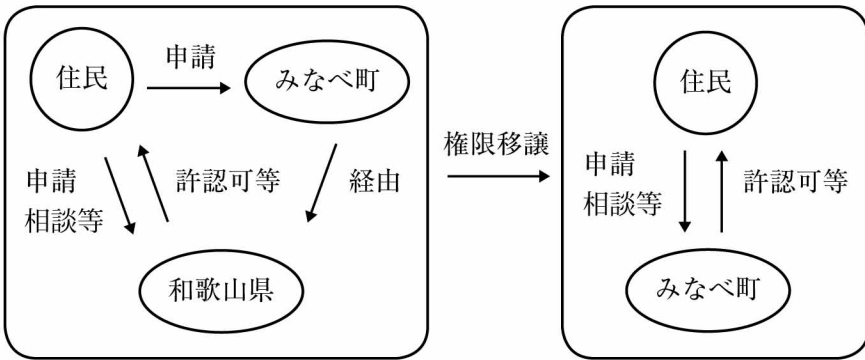 住民
申請
みなべ町
申請
相談等
許認可等
経由
和歌山県
権限移譲
住民
申請
相談等
許認可等
みなべ町